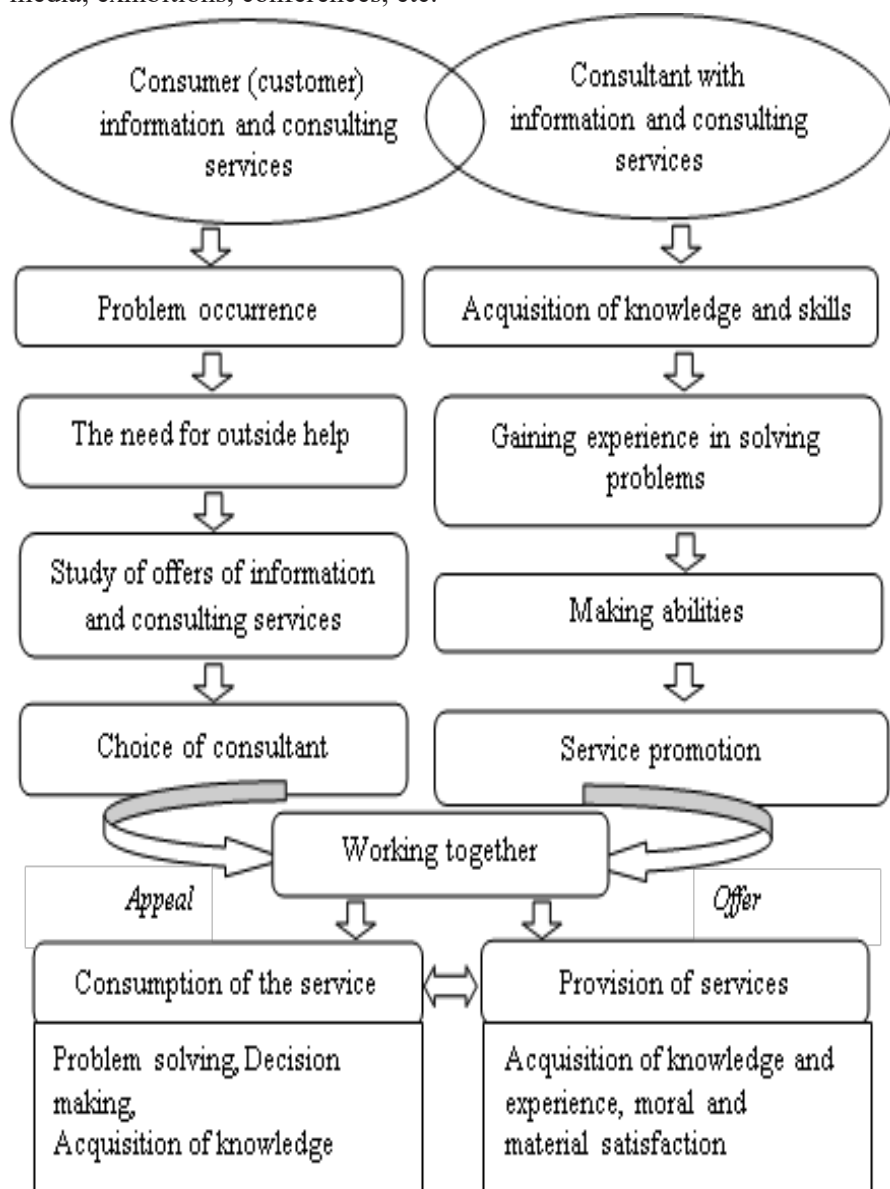 media, exhibitions, conferences, etc.
Consumer (customer)
information and consulting
services
Consultant with
information and consulting
services
Problem occurrence
Acquisition of knowledge and skills
The need for outside help
Gaining experience in solving
problems
Study of offers of information
and consulting services
Making abilities
Choice of consultant
Service promotion
Working together
Appeal
Offer
Consumption of the service
Provision of services
Problem solving, Decision
making,
Acquisition of knowledge
Acquisition of knowledge and
experience, moral and
material satisfaction